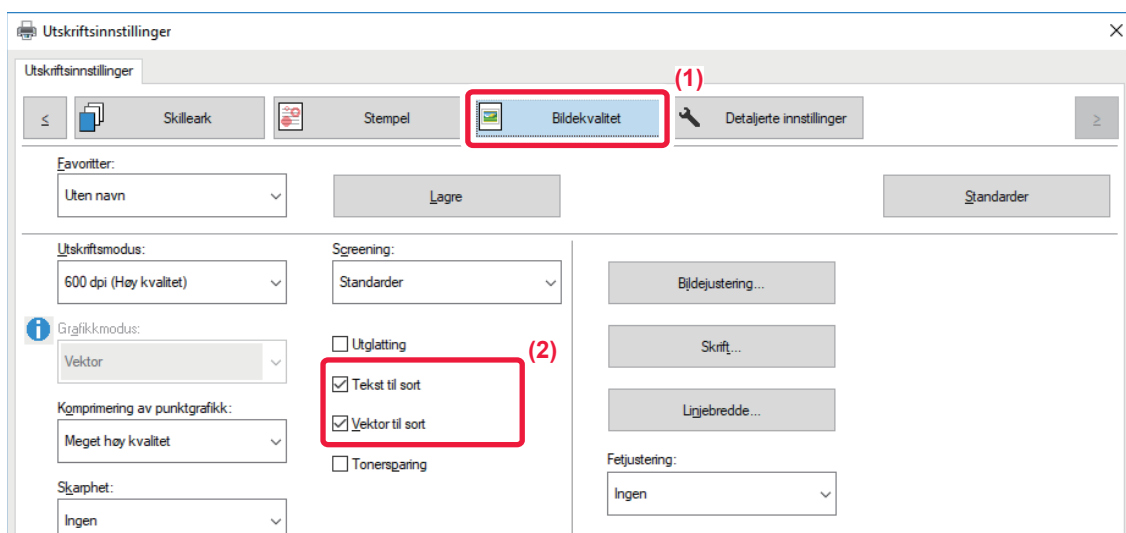 Utskriftsinnstillinger
Utskriftsinnstillinger
(1)
< Skilleark Stempel Bildekvalitet Detaljerte innstillinger >
Favoritter:
Uten navn Lagre Standarder
Utskriftsmodus: Screening:
600 dpi (Høy kvalitet) Standarder Bildejustering...
Grafikkmodus:
Vektor Utglatting (2) Skrift...
Tekst til sort
Komprimering av punktgrafikk: Vektor til sort Linjebredde...
Meget høy kvalitet
Tonersparing Fetjustering:
Skarphet:
Ingen Ingen